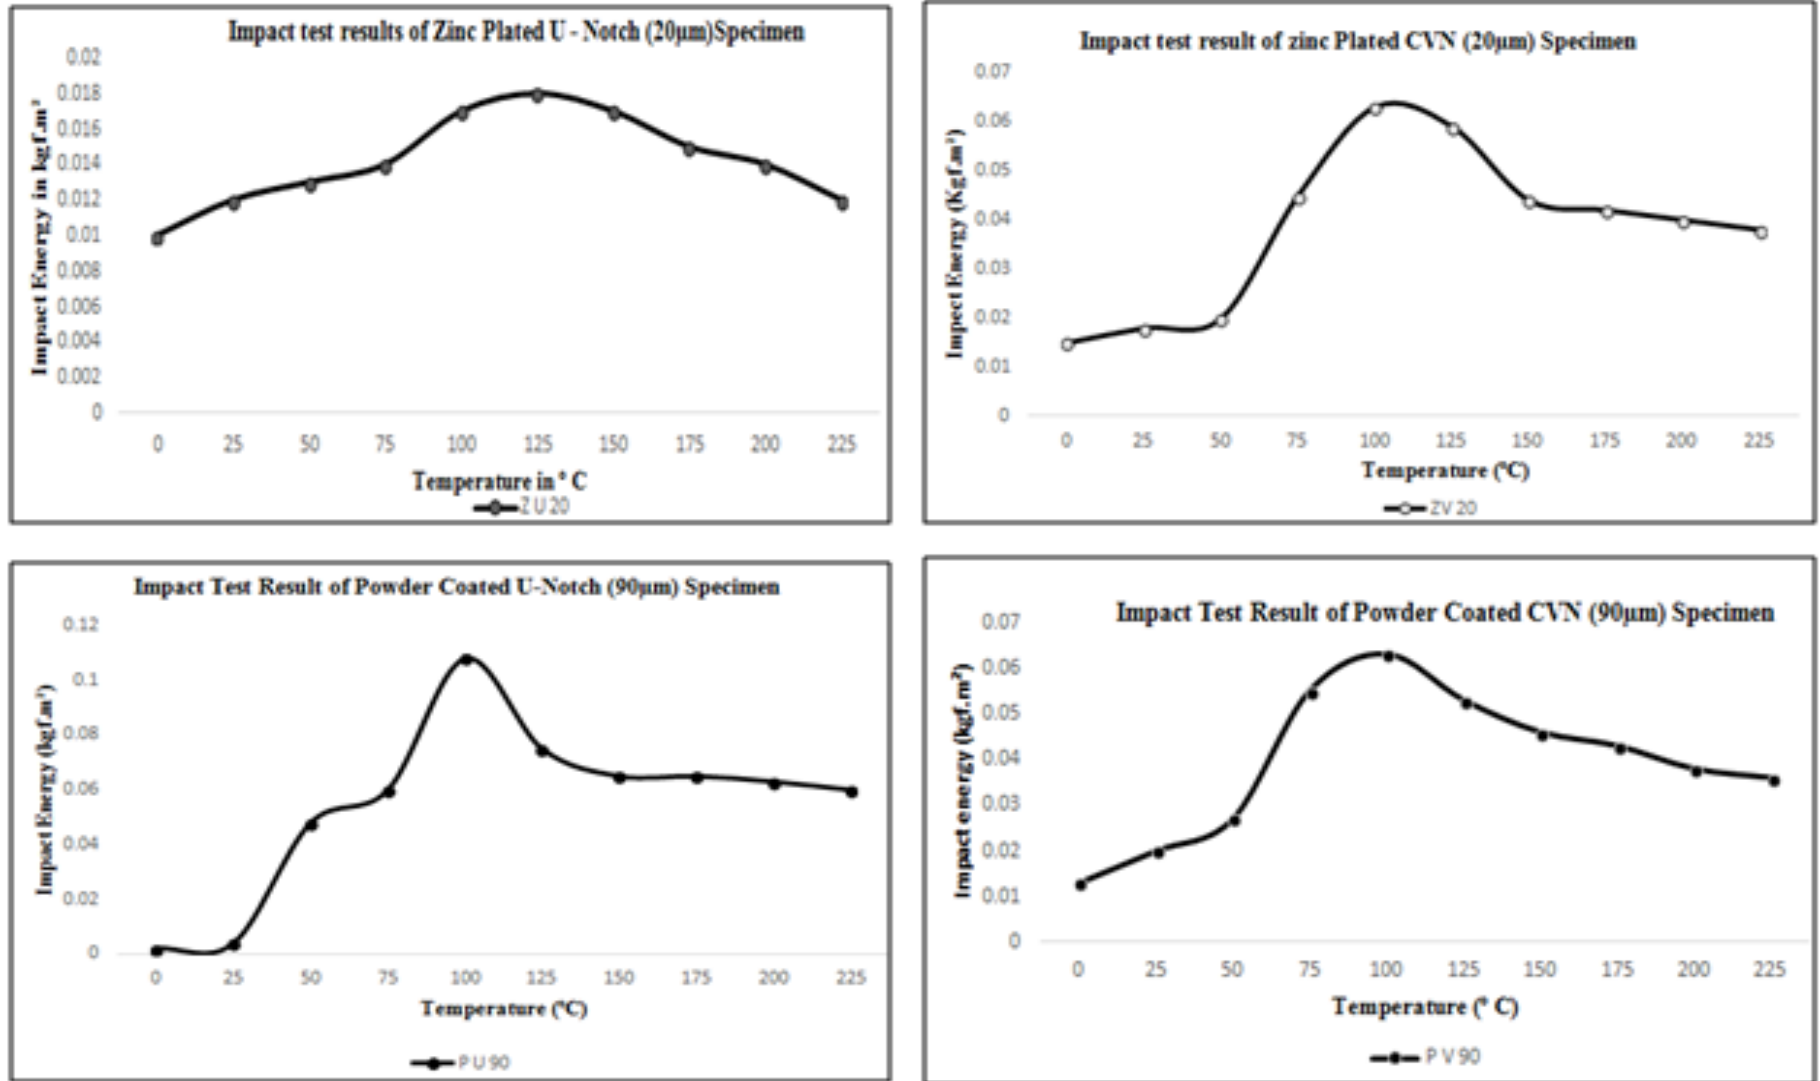 Impact test results of Zinc Plated U - Notch (20μm)Specimen
0.02
0.018
0.016
0.014
0.012
0.01
0.008
0.006
0.004
0.002
0
Impact Energy in kgf.m²
0 25 50 75 100 125 150 175 200 225
Temperature in ° C
Z U 20
Impact test result of zinc Plated CVN (20μm) Specimen
0.07
0.06
0.05
0.04
0.03
0.02
0.01
0
Impect Energy (Kgf.m²)
0 25 50 75 100 125 150 175 200 225
Temperature (°C)
ZV 20
Impact Test Result of Powder Coated U-Notch (90μm) Specimen
0.12
0.1
0.08
0.06
0.04
0.02
0
Impact Energy (kgf.m²)
0 25 50 75 100 125 150 175 200 225
Temperature (°C)
P U 90
Impact Test Result of Powder Coated CVN (90μm) Specimen
0.07
0.06
0.05
0.04
0.03
0.02
0.01
0
Impact energy (kgf.m²)
0 25 50 75 100 125 150 175 200 225
Temperature (° C)
P V 90